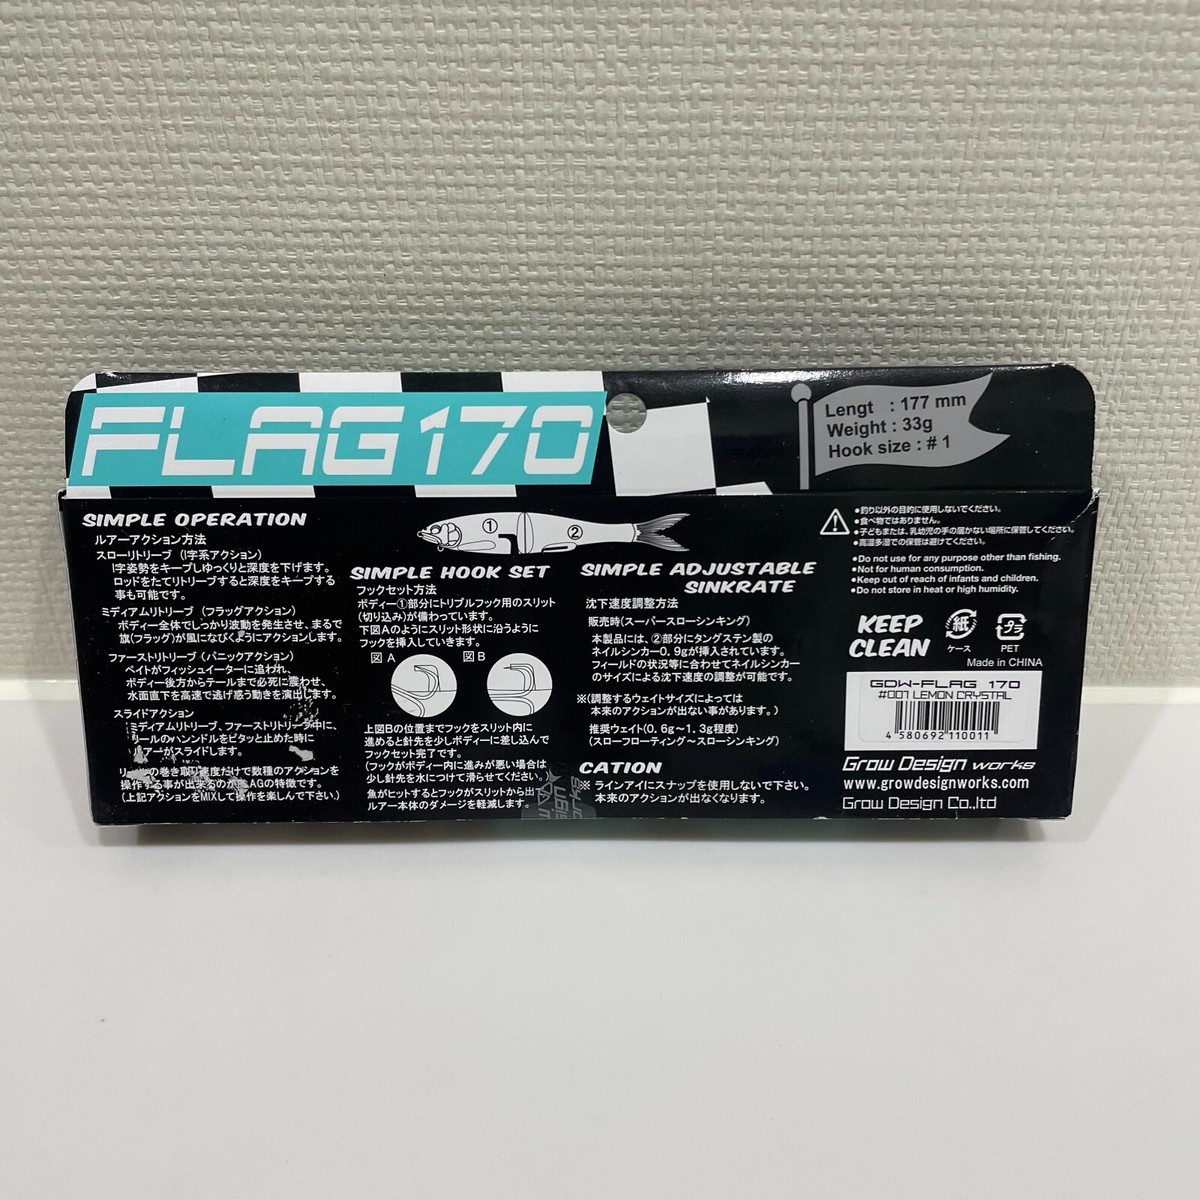 FLAG170
Lengt : 177 mm
Weight : 33g
Hook size : #1
SIMPLE OPERATION
ルアーアクション方法
スローリトリーブ (I字系アクション)
I字姿勢をキープしゆっくりと深度を下げます。
ロッドをたてリトリーブすると深度をキープする
事も可能です。
ミディアムリトリーブ (フラッグアクション)
ボディー全体でしっかり波動を発生させ、まるで
旗(フラッグ)が風になびくようにアクションします。
ファーストリトリーブ (パニックアクション)
ベイトがフィッシュイーターに追われ、
ボディー後方からテールまで必死に震わせ、
水面直下を高速で逃げ惑う動きを演出します。
スライドアクション
ミディアムリトリーブ、ファーストリトリーブ中に、
リールのハンドルをピタッと止めた時に
ルアーがスライドします。
の巻き取り速度だけで数種のアクションを
操作する事が出来るのが
AGの特徴です。
(上記アクションをMIXして操作を楽しんで下さい。)
① ②
SIMPLE HOOK SET
フックセット方法
ボディー①部分にトリプルフック用のスリット
(切り込み)が備わっています。
下図Aのようにスリット形状に沿うように
フックを挿入していきます。
図A 図B
上図Bの位置までフックをスリット内に
進めると針先を少しボディーに差し込んで
フックセット完了です。
(フックがボディー内に進みが悪い場合は
少し針先を水につけて滑らせてください。)
魚がヒットするとフックがスリットから出
ルアー本体のダメージを軽減します。
SIMPLE ADJUSTABLE
SINKRATE
沈下速度調整方法
販売時(スーパースローシンキング)
本製品には、②部分にタングステン製の
ネイルシンカー0.9gが挿入されています。
フィールドの状況等に合わせてネイルシンカー
のサイズによる沈下速度の調整が可能です。
※(調整するウェイトサイズによっては
本来のアクションが出ない事があります。)
推奨ウェイト(0.6g〜1.3g程度)
(スローフローティング〜スローシンキング)
CATION
※ラインアイにスナップを使用しないで下さい。
本来のアクションが出なくなります。
●釣り以外の目的に使用しないでください。
●食べ物ではありません。
●子どもまたは、乳幼児の手の届かない場所に保管してください。
●高温多湿での保管は避けてください。
●Do not use for any purpose other than fishing.
●Not for human consumption.
●Keep out of reach of infants and children.
●Do not store in heat or high humidity.
KEEP
CLEAN
紙
ケース
プラ
PET
Made in CHINA
GDW-FLAG 170
#001 LEMON CRYSTAL
4 580692 110011
Grow Design works
www.growdesignworks.com
Grow Design Co.,ltd